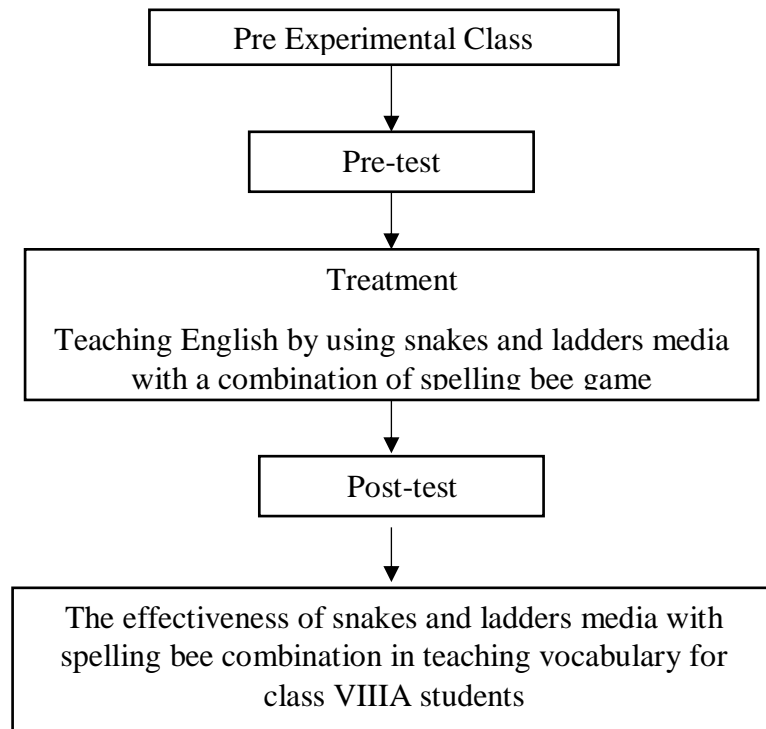 Pre Experimental Class
Pre-test
Treatment
Teaching English by using snakes and ladders media
with a combination of spelling bee game
Post-test
The effectiveness of snakes and ladders media with
spelling bee combination in teaching vocabulary for
class VIIIA students